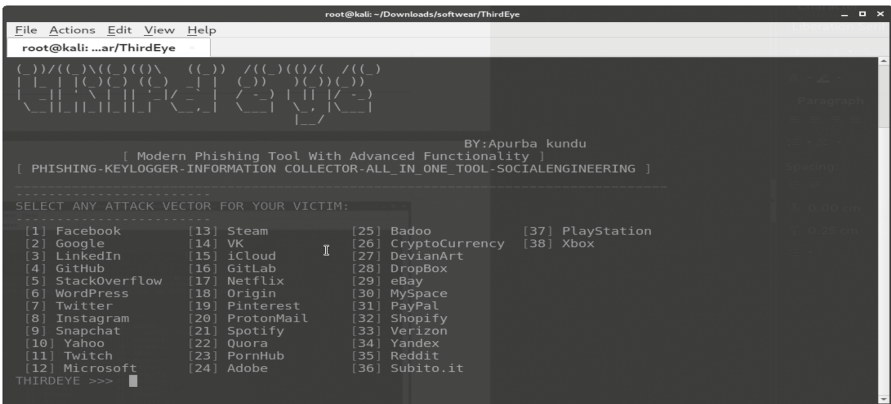 root@kali: ~/Downloads/softwear/ThirdEye
File Actions Edit View Help
root@kali: ...ar/ThirdEye
BY:Apurba kundu
[ Modern Phishing Tool With Advanced Functionality ]
[ PHISHING-KEYLOGGER-INFORMATION COLLECTOR-ALL_IN_ONE_TOOL-SOCIALENGINEERING ]
SELECT ANY ATTACK VECTOR FOR YOUR VICTIM:
[1] Facebook [13] Steam [25] Badoo [37] PlayStation
[2] Google [14] VK [26] CryptoCurrency [38] Xbox
[3] LinkedIn [15] iCloud [27] DevianArt
[4] GitHub [16] GitLab [28] DropBox
[5] StackOverflow [17] Netflix [29] eBay
[6] WordPress [18] Origin [30] MySpace
[7] Twitter [19] Pinterest [31] PayPal
[8] Instagram [20] ProtonMail [32] Shopify
[9] Snapchat [21] Spotify [33] Verizon
[10] Yahoo [22] Quora [34] Yandex
[11] Twitch [23] PornHub [35] Reddit
[12] Microsoft [24] Adobe [36] Subito.it
THIRDEYE >>>
Paragraph